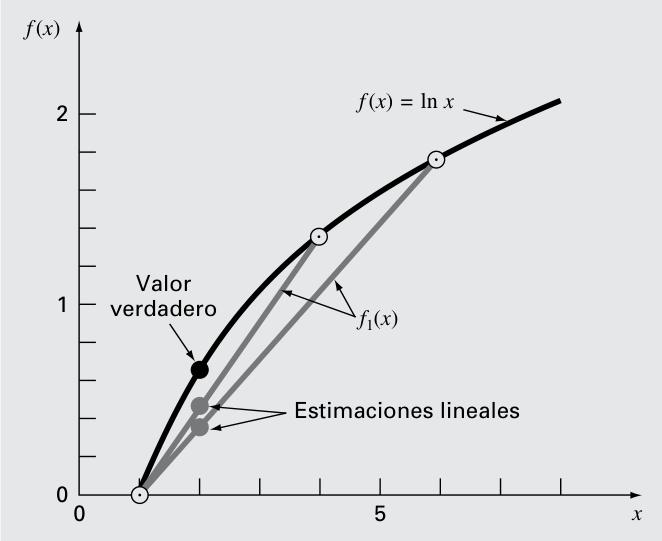 f(x)
f(x) = ln x
2
Valor
verdadero
1
f₁(x)
Estimaciones lineales
0
0
5
x